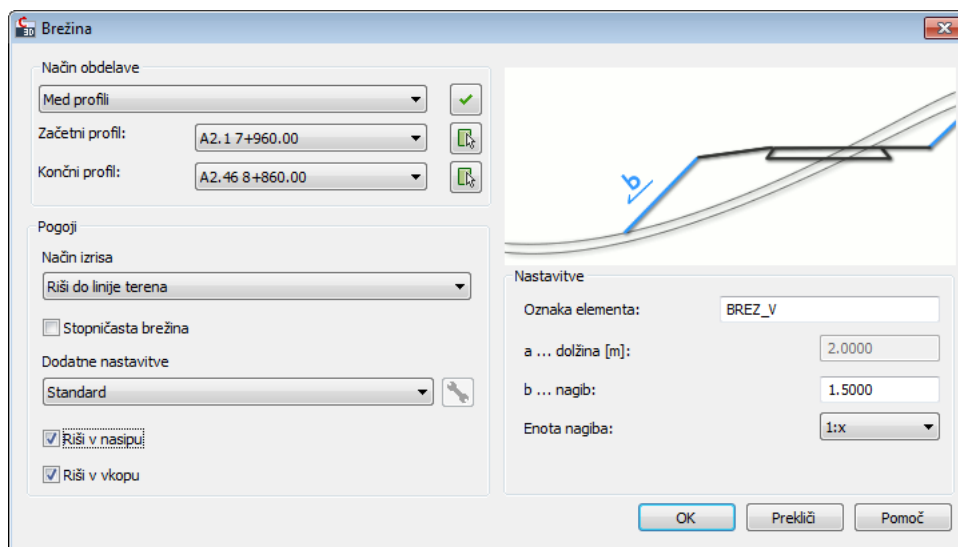 Brežina
Način obdelave
Med profili
Začetni profil:
A2.1 7+960.00
Končni profil:
A2.46 8+860.00
Pogoji
Način izrisa
Riši do linije terena
Stopničasta brežina
Dodatne nastavitve
Standard
Riši v nasipu
Riši v vkopu
b
Nastavitve
Oznaka elementa:
BREZ_V
a ... dolžina [m]:
2.0000
b ... nagib:
1.5000
Enota nagiba:
1:x
OK
Prekliči
Pomoč